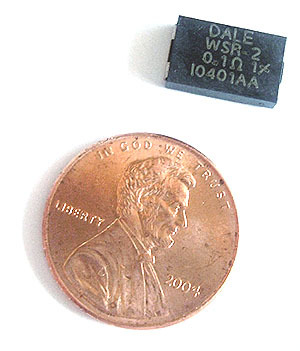 DALE
WSR-2
0.1Ω 1%
10401AA
IN GOD WE TRUST
LIBERTY
2004